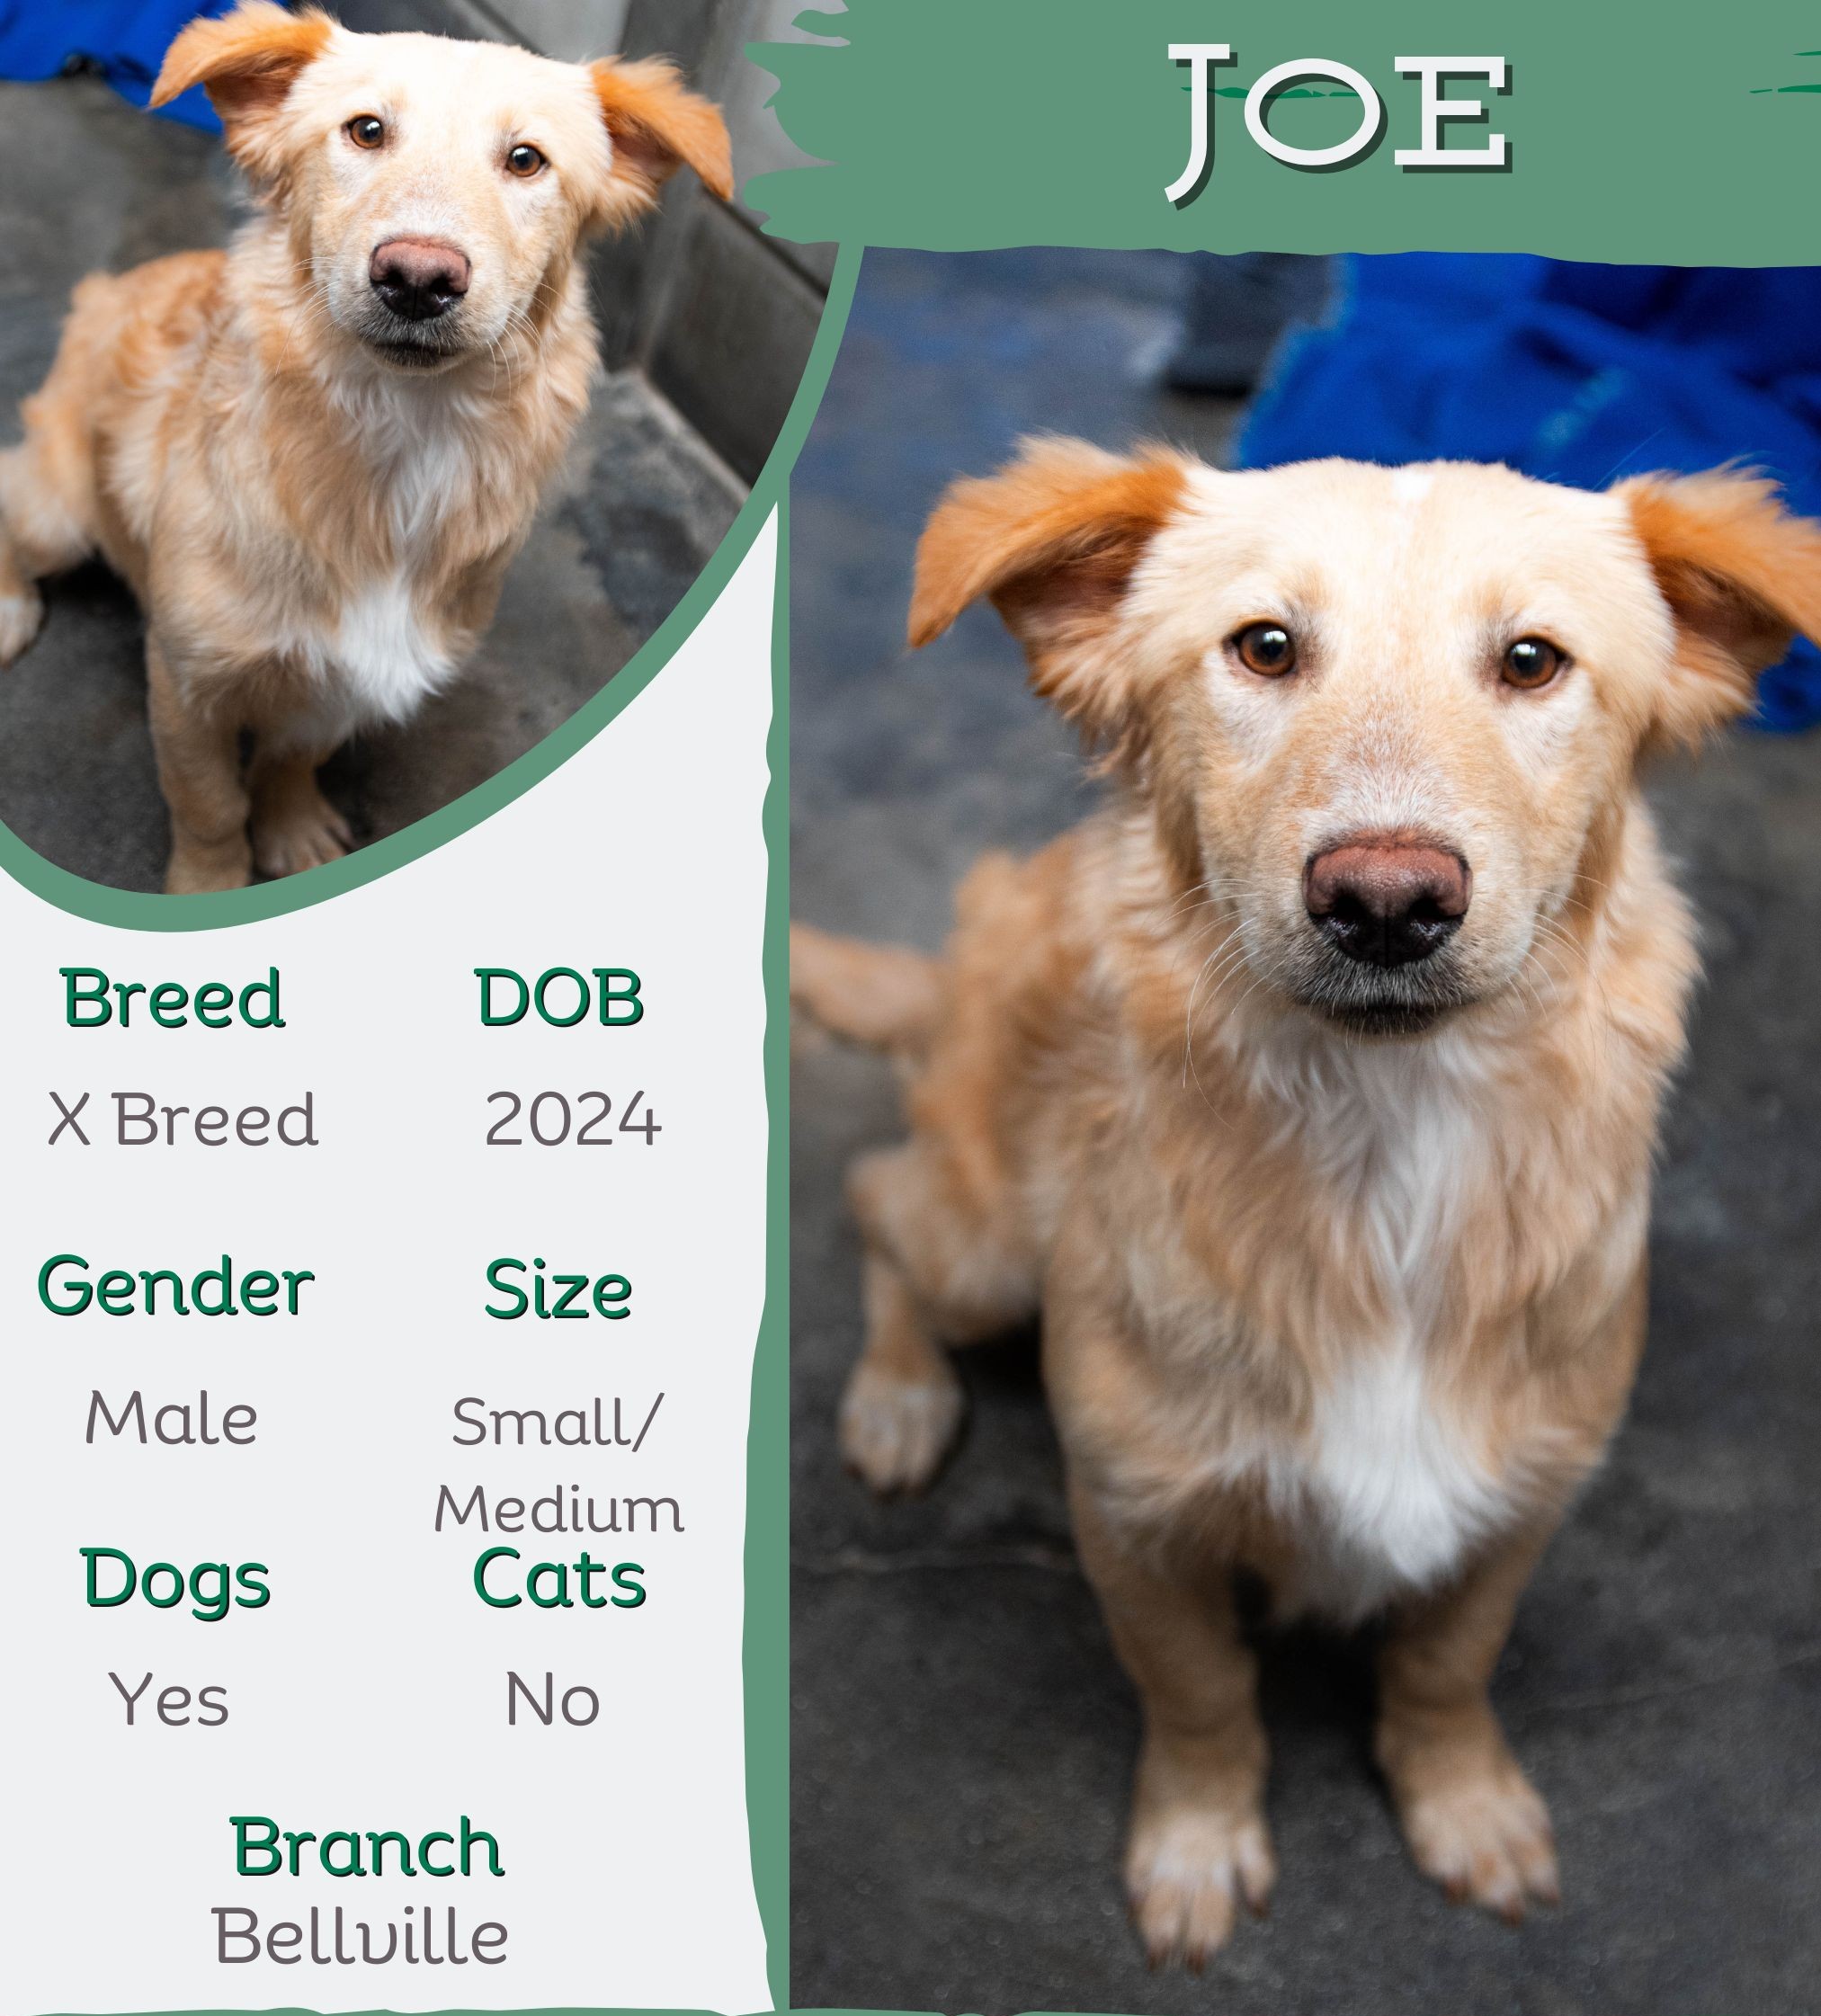 JOE
Breed
DOB
X Breed
2024
Gender
Size
Male
Small/
Medium
Dogs
Cats
Yes
No
Branch
Bellville